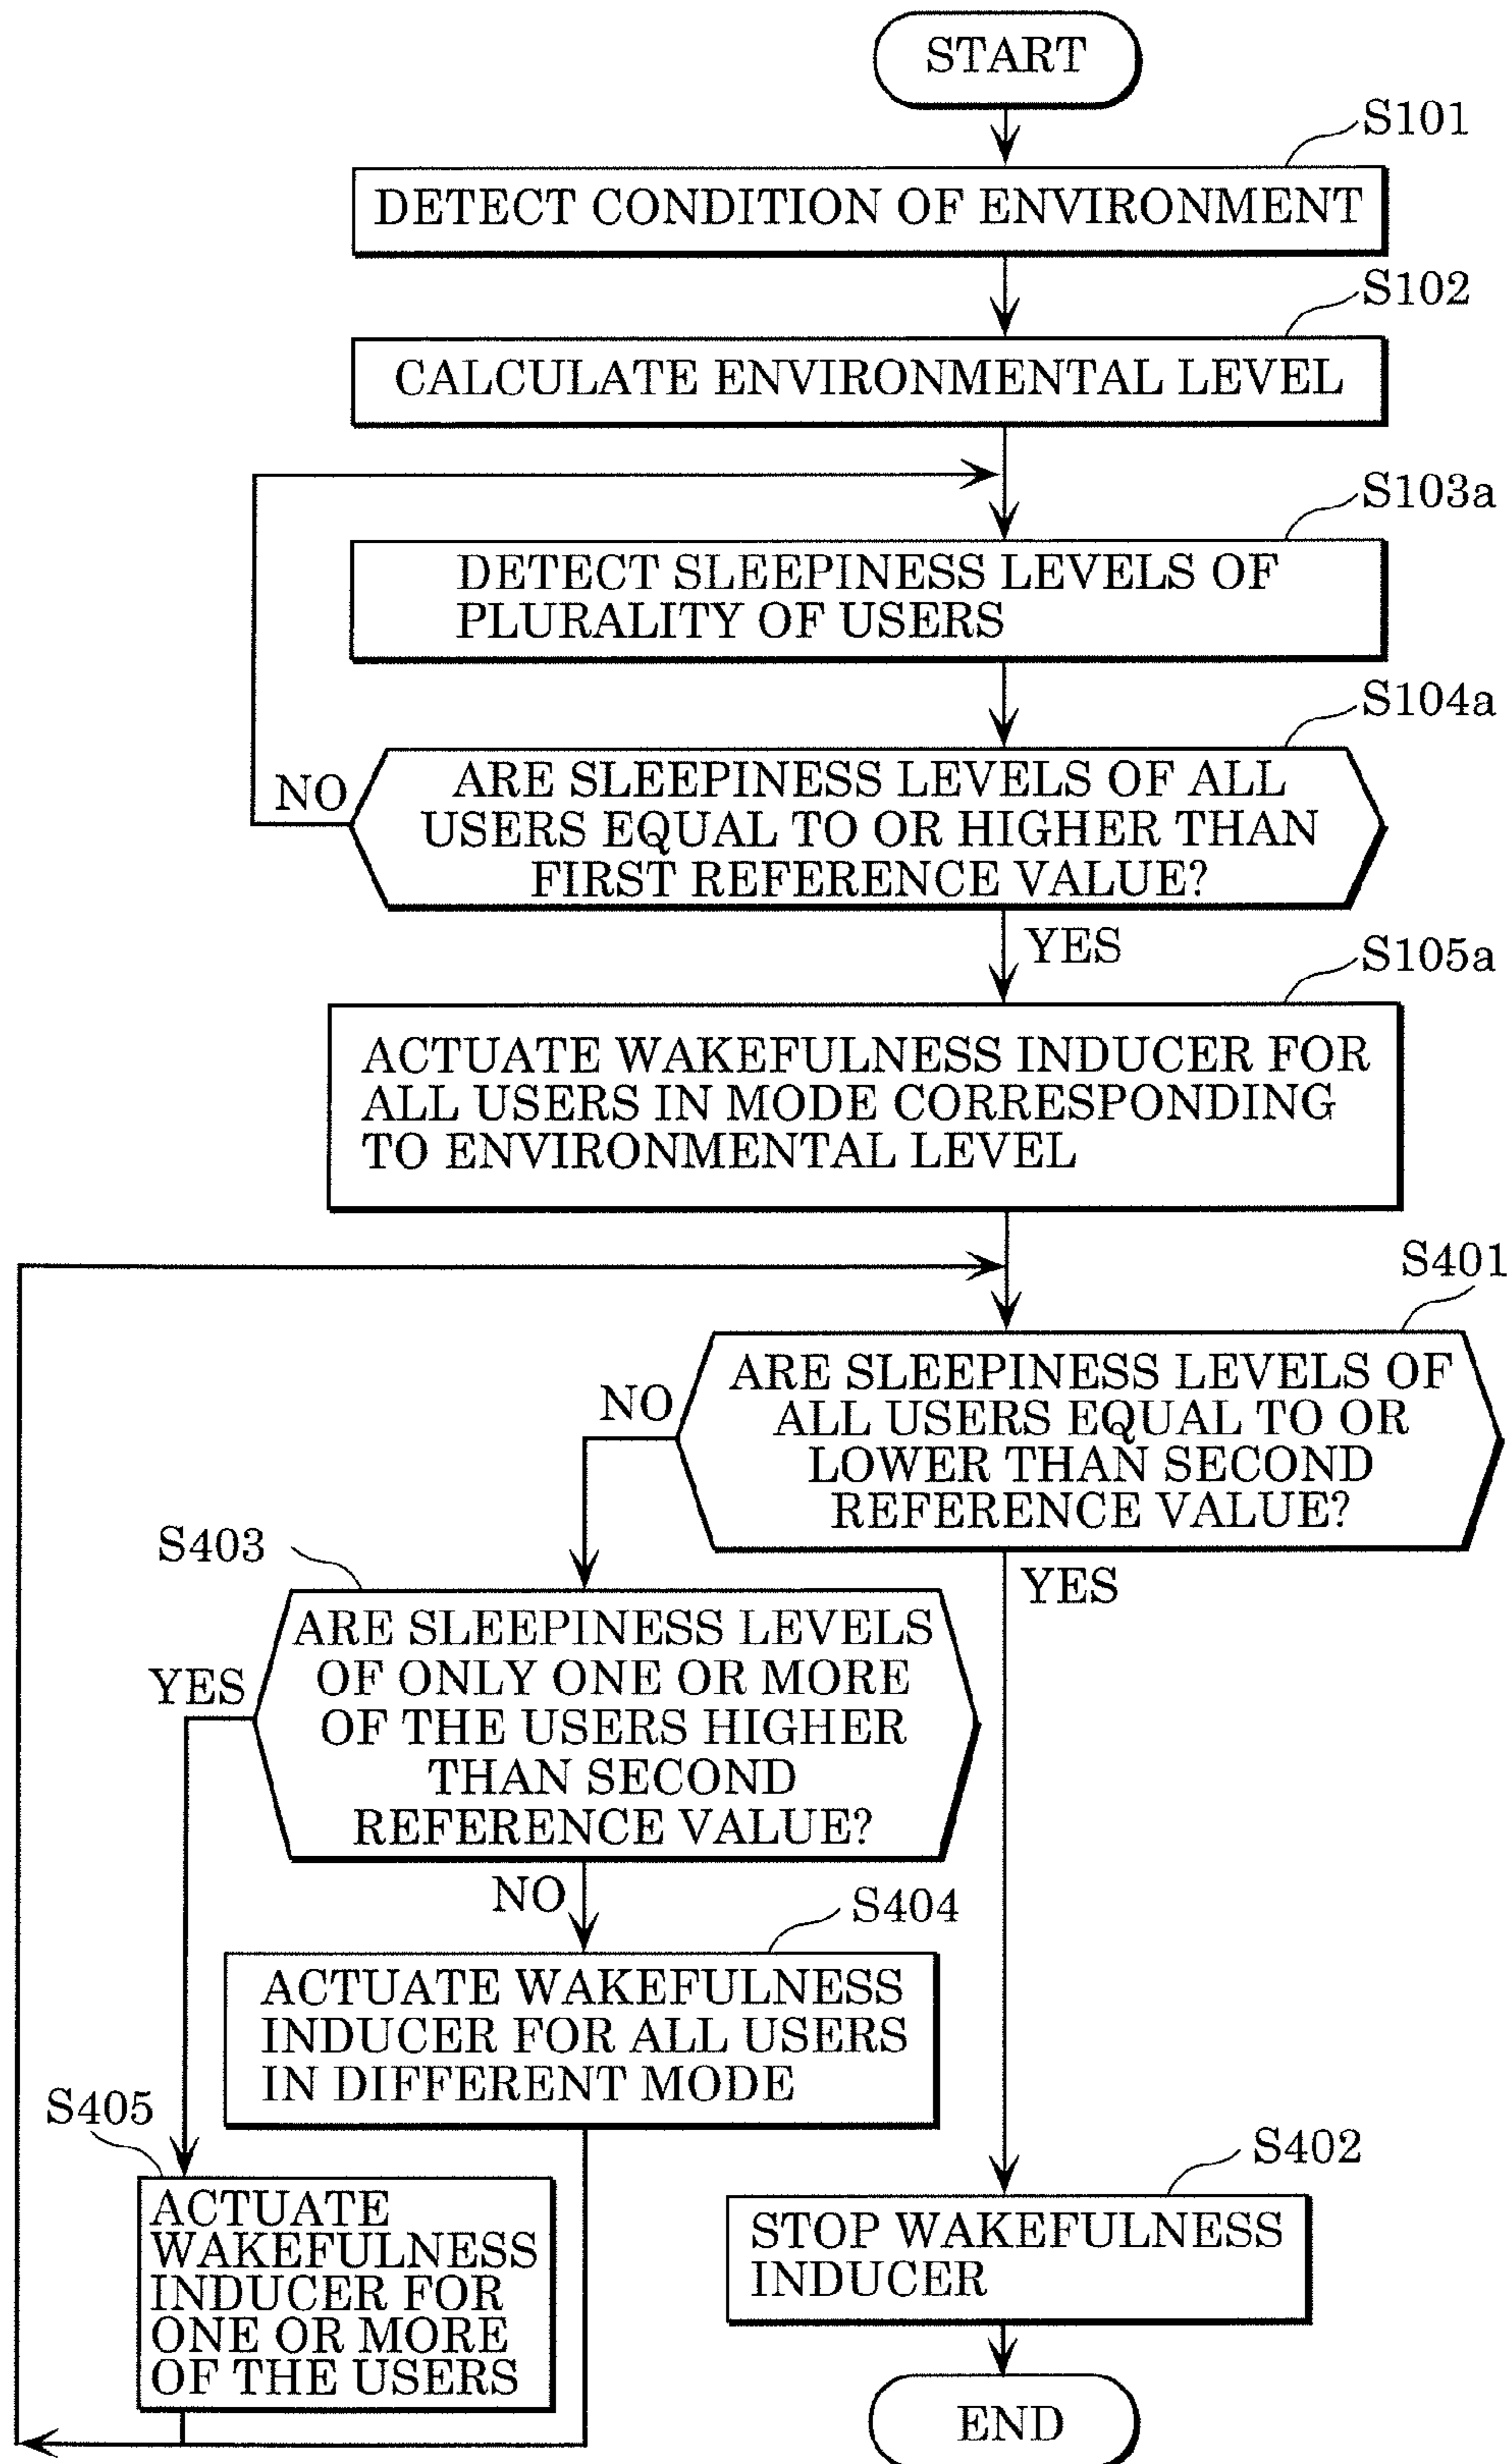 START
S101
DETECT CONDITION OF ENVIRONMENT
S102
CALCULATE ENVIRONMENTAL LEVEL
S103a
DETECT SLEEPINESS LEVELS OF
PLURALITY OF USERS
S104a
NO
ARE SLEEPINESS LEVELS OF ALL
USERS EQUAL TO OR HIGHER THAN
FIRST REFERENCE VALUE?
YES
S105a
ACTUATE WAKEFULNESS INDUCER FOR
ALL USERS IN MODE CORRESPONDING
TO ENVIRONMENTAL LEVEL
S401
NO
ARE SLEEPINESS LEVELS OF
ALL USERS EQUAL TO OR
LOWER THAN SECOND
REFERENCE VALUE?
S403
YES
ARE SLEEPINESS LEVELS
OF ONLY ONE OR MORE
OF THE USERS HIGHER
THAN SECOND
REFERENCE VALUE?
YES
NO
S404
ACTUATE WAKEFULNESS
INDUCER FOR ALL USERS
IN DIFFERENT MODE
S405
ACTUATE
WAKEFULNESS
INDUCER FOR
ONE OR MORE
OF THE USERS
S402
STOP WAKEFULNESS
INDUCER
END